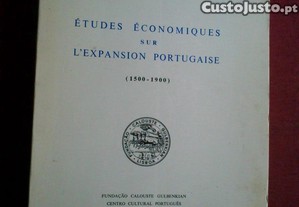 CustoJusto.pt
ÉTUDES ÉCONOMIQUES
SUR
L'EXPANSION PORTUGAISE
(1500-1900)
FUNDAÇÃO CALOUSTE GULBENKIAN
CENTRO CULTURAL PORTUGUÊS